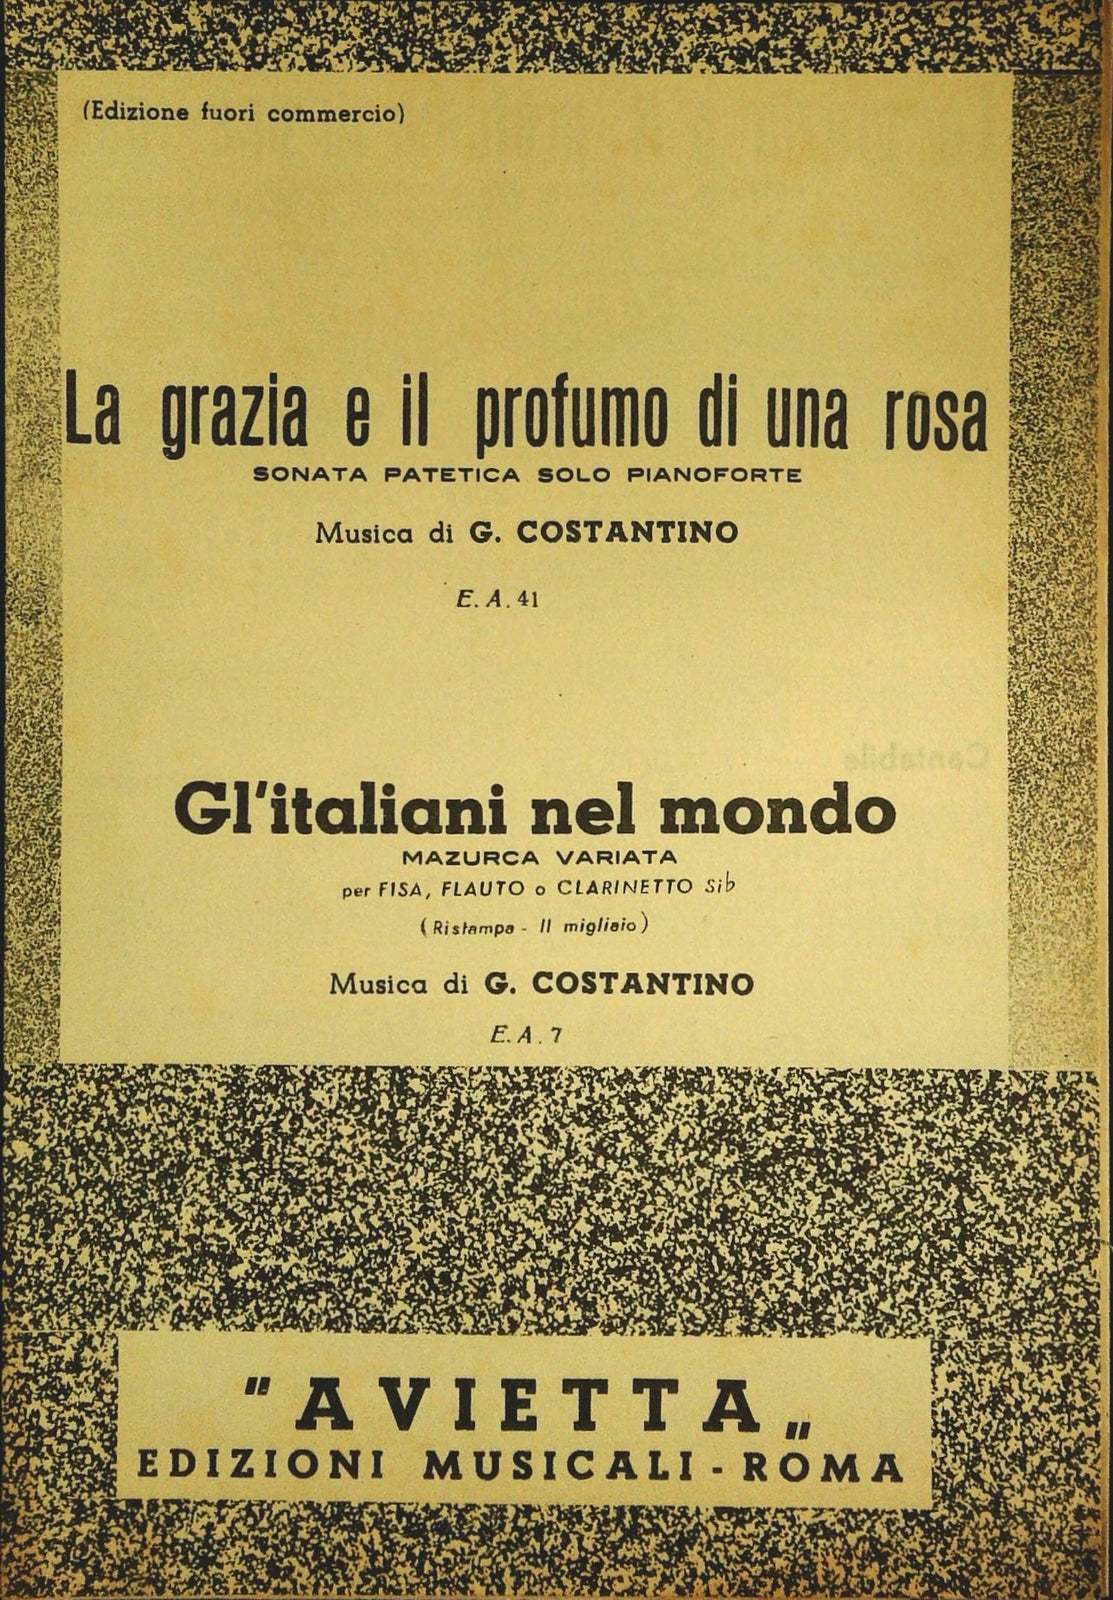 (Edizione fuori commercio)
La grazia e il profumo di una rosa
SONATA PATETICA SOLO PIANOFORTE
Musica di G. COSTANTINO
E. A. 41
Cantabile
Gl'italiani nel mondo
MAZURCA VARIATA
per FISA, FLAUTO o CLARINETTO Sib
(Ristampa - II migliaio)
Musica di G. COSTANTINO
E. A. 7
"AVIETTA„
EDIZIONI MUSICALI - ROMA